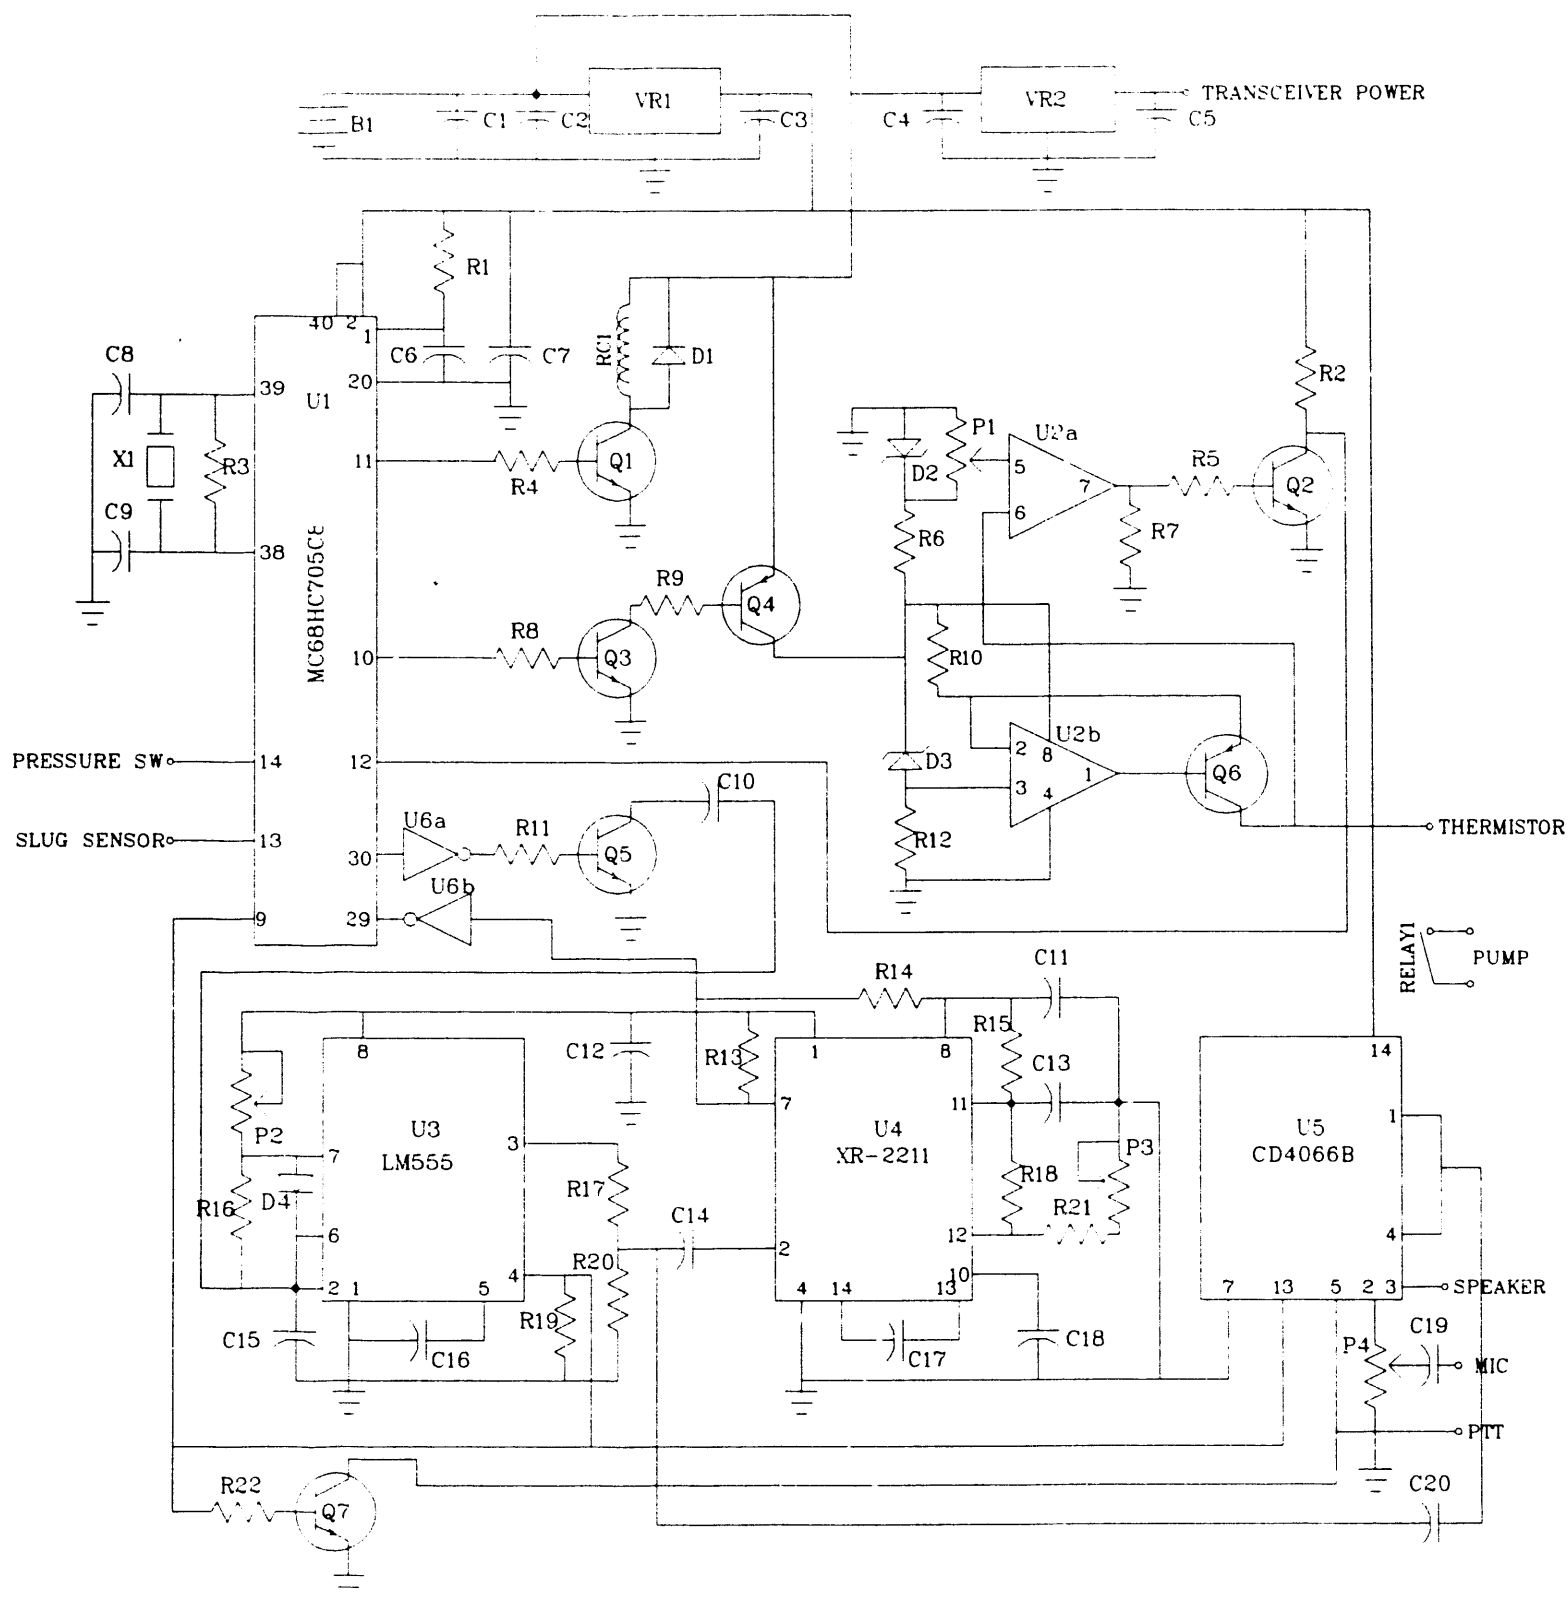 VR1
VR2
TRANSCEIVER POWER
B1
C1
C2
C3
C4
C5
R1
40
2
1
C6
C7
RC1
D1
C8
39
20
U1
R2
X1
R3
11
R4
Q1
D2
P1
U2a
5
6
7
R5
Q2
R7
C9
38
R6
MC68HC705C8
R9
Q4
10
R8
Q3
R10
PRESSURE SW
14
12
D3
U2b
2
8
3
4
1
Q6
C10
SLUG SENSOR
13
U6a
30
R11
Q5
R12
THERMISTOR
U6b
9
29
RELAY1
PUMP
R14
C11
R15
8
C12
R13
1
8
C13
14
P2
U3
LM555
7
3
7
U4
XR-2211
11
P3
U5
CD4066B
1
R16
D4
R17
R18
R21
6
C14
2
12
4
R20
10
2
1
5
4
4
14
13
7
13
5
2
3
SPEAKER
C15
C16
R19
C17
C18
P4
C19
MIC
PTT
R22
Q7
C20